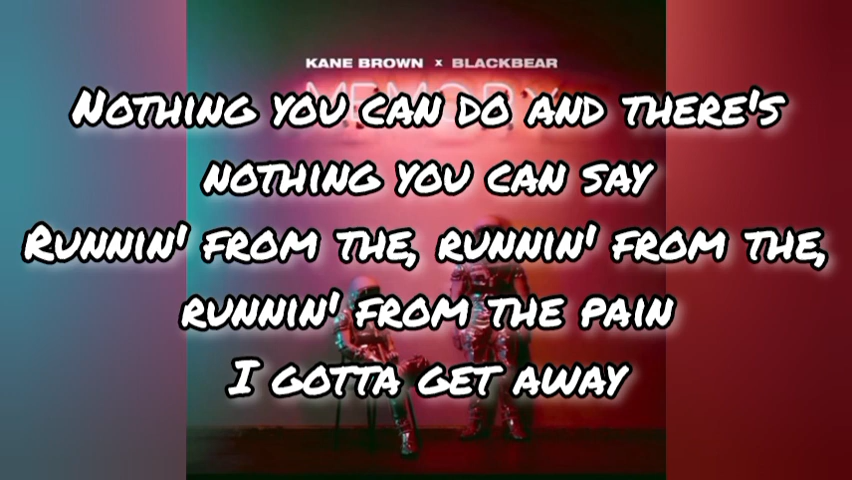 KANE BROWN x BLACKBEAR
MEMORY
Nothing you can do and there's
nothing you can say
Runnin' from the, runnin' from the,
runnin' from the pain
I gotta get away